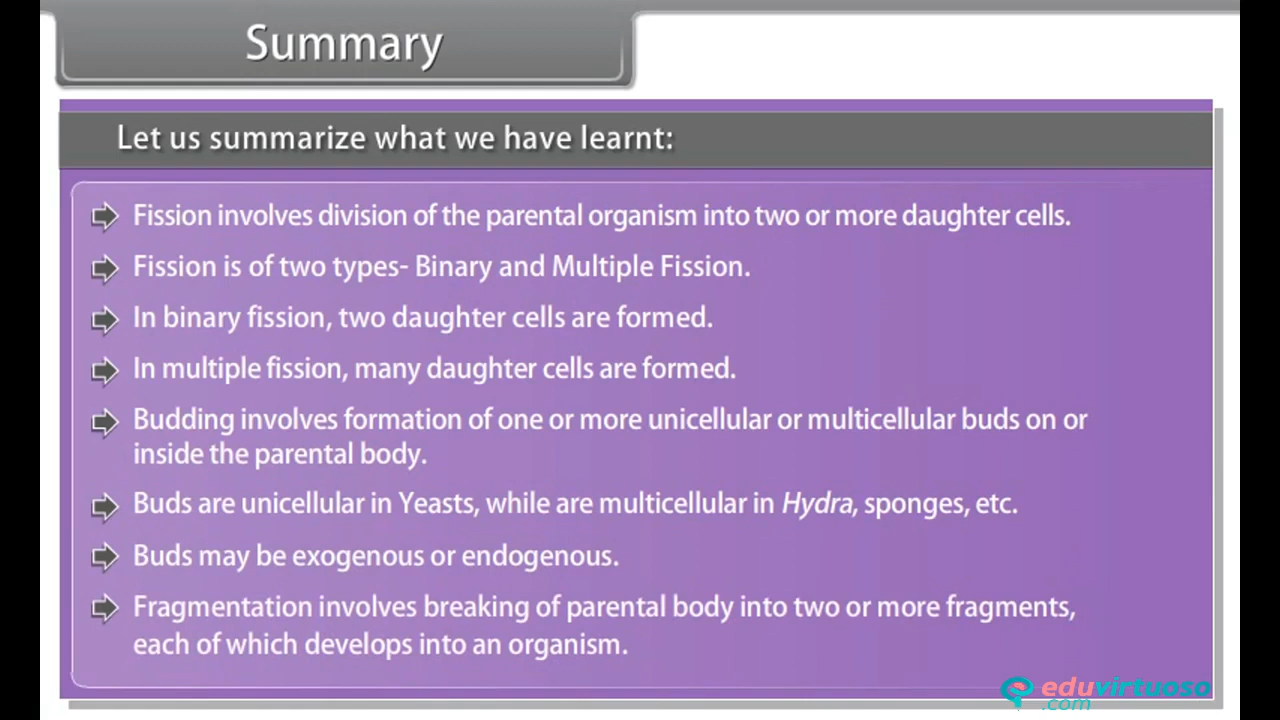 Summary
Let us summarize what we have learnt:
Fission involves division of the parental organism into two or more daughter cells.
Fission is of two types- Binary and Multiple Fission.
In binary fission, two daughter cells are formed.
In multiple fission, many daughter cells are formed.
Budding involves formation of one or more unicellular or multicellular buds on or
inside the parental body.
Buds are unicellular in Yeasts, while are multicellular in Hydra, sponges, etc.
Buds may be exogenous or endogenous.
Fragmentation involves breaking of parental body into two or more fragments,
each of which develops into an organism.
eduvirtuoso
.com